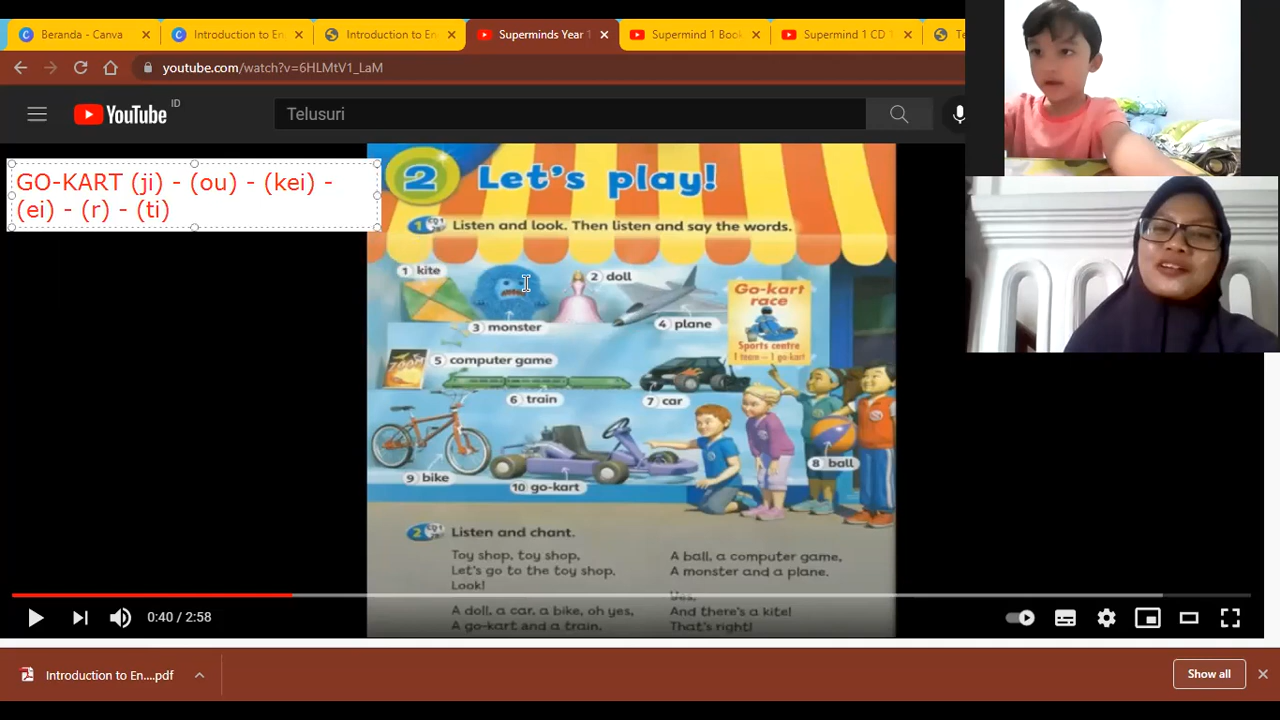 Beranda - Canva
Introduction to En
Introduction to En
Superminds Year 1
Supermind 1 Book
Supermind 1 CD 1
youtube.com/watch?v=6HLMtV1_LaM
YouTube ID
Telusuri
GO-KART (ji) - (ou) - (kei) -
(ei) - (r) - (ti)
2 Let's play!
1 Listen and look. Then listen and say the words.
1 kite
2 doll
3 monster
4 plane
Go-kart
race
Sports centre
1 team - 1 go-kart
5 computer game
ZOOM
6 train
7 car
8 ball
9 bike
10 go-kart
2 Listen and chant.
Toy shop, toy shop,
Let's go to the toy shop.
Look!
A doll, a car, a bike, oh yes,
A go-kart and a train.
A ball, a computer game,
A monster and a plane.
Yes,
And there's a kite!
That's right!
0:40 / 2:58
Introduction to En....pdf
Show all